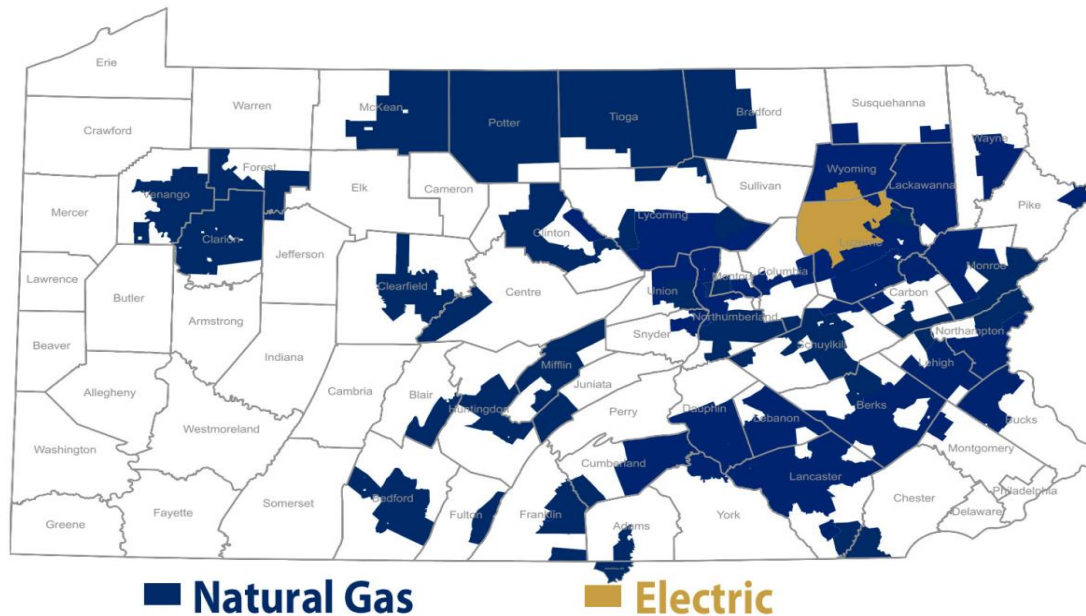 Erie
Warren
McKean
Potter
Tioga
Bradford
Susquehanna
Wayne
Crawford
Forest
Venango
Elk
Cameron
Sullivan
Wyoming
Lackawanna
Pike
Mercer
Clarion
Jefferson
Clinton
Lycoming
Luzerne
Monroe
Lawrence
Butler
Clearfield
Centre
Union
Montour
Columbia
Carbon
Armstrong
Snyder
Northumberland
Northampton
Beaver
Indiana
Mifflin
Schuylkill
Lehigh
Allegheny
Cambria
Blair
Huntingdon
Juniata
Perry
Dauphin
Lebanon
Berks
Bucks
Westmoreland
Washington
Cumberland
Lancaster
Montgomery
Somerset
Bedford
Fulton
Franklin
Adams
York
Chester
Philadelphia
Delaware
Greene
Fayette
Natural Gas
Electric